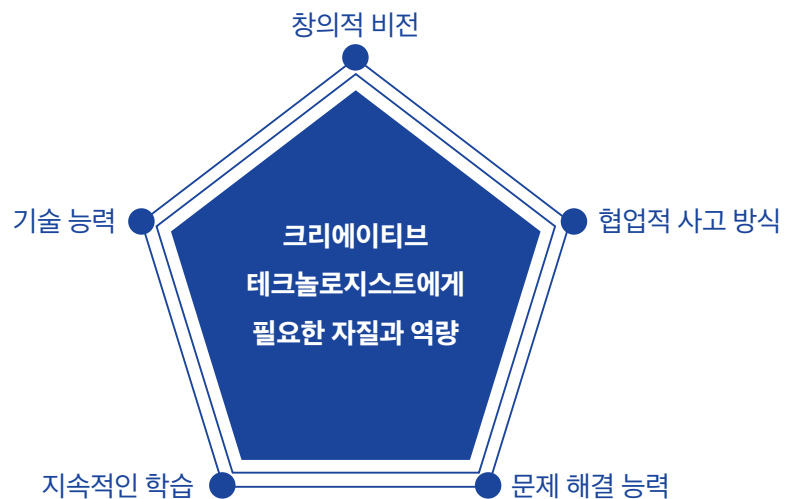 창의적 비전
기술 능력
협업적 사고 방식
크리에이티브
테크놀로지스트에게
필요한 자질과 역량
지속적인 학습
문제 해결 능력